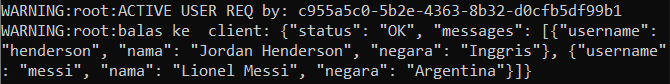 WARNING:root:ACTIVE USER REQ by: c955a5c0-5b2e-4363-8b32-d0cfb5df99b1
WARNING:root:balas ke  client: {"status": "OK", "messages": [{"username":
"henderson", "nama": "Jordan Henderson", "negara": "Inggris"}, {"username"
: "messi", "nama": "Lionel Messi", "negara": "Argentina"}]}